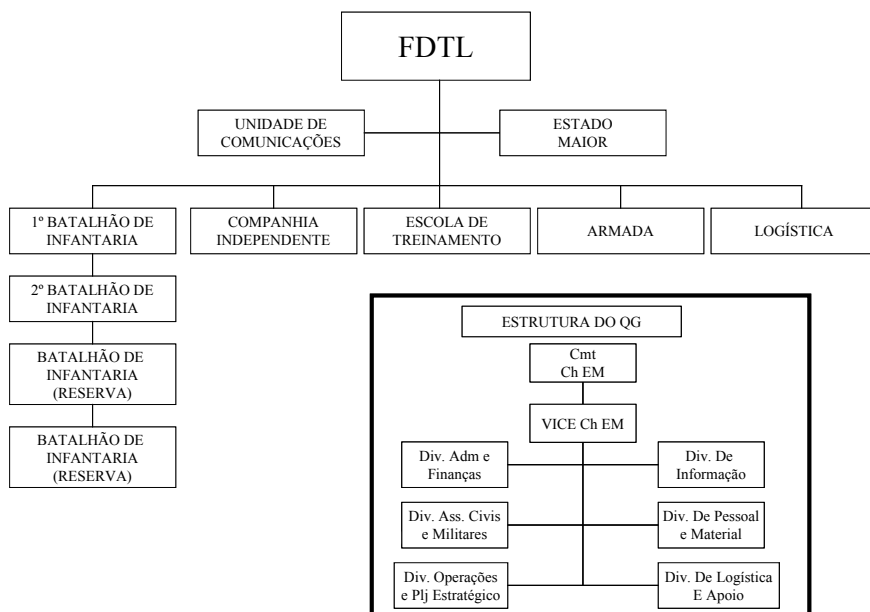 FDTL
UNIDADE DE
COMUNICAÇÕES
ESTADO
MAIOR
1º BATALHÃO DE
INFANTARIA
COMPANHIA
INDEPENDENTE
ESCOLA DE
TREINAMENTO
ARMADA
LOGÍSTICA
2º BATALHÃO DE
INFANTARIA
BATALHÃO DE
INFANTARIA
(RESERVA)
BATALHÃO DE
INFANTARIA
(RESERVA)
ESTRUTURA DO QG
Cmt
Ch EM
VICE Ch EM
Div. Adm e
Finanças
Div. De
Informação
Div. Ass. Civis
e Militares
Div. De Pessoal
e Material
Div. Operações
e Plj Estratégico
Div. De Logística
E Apoio